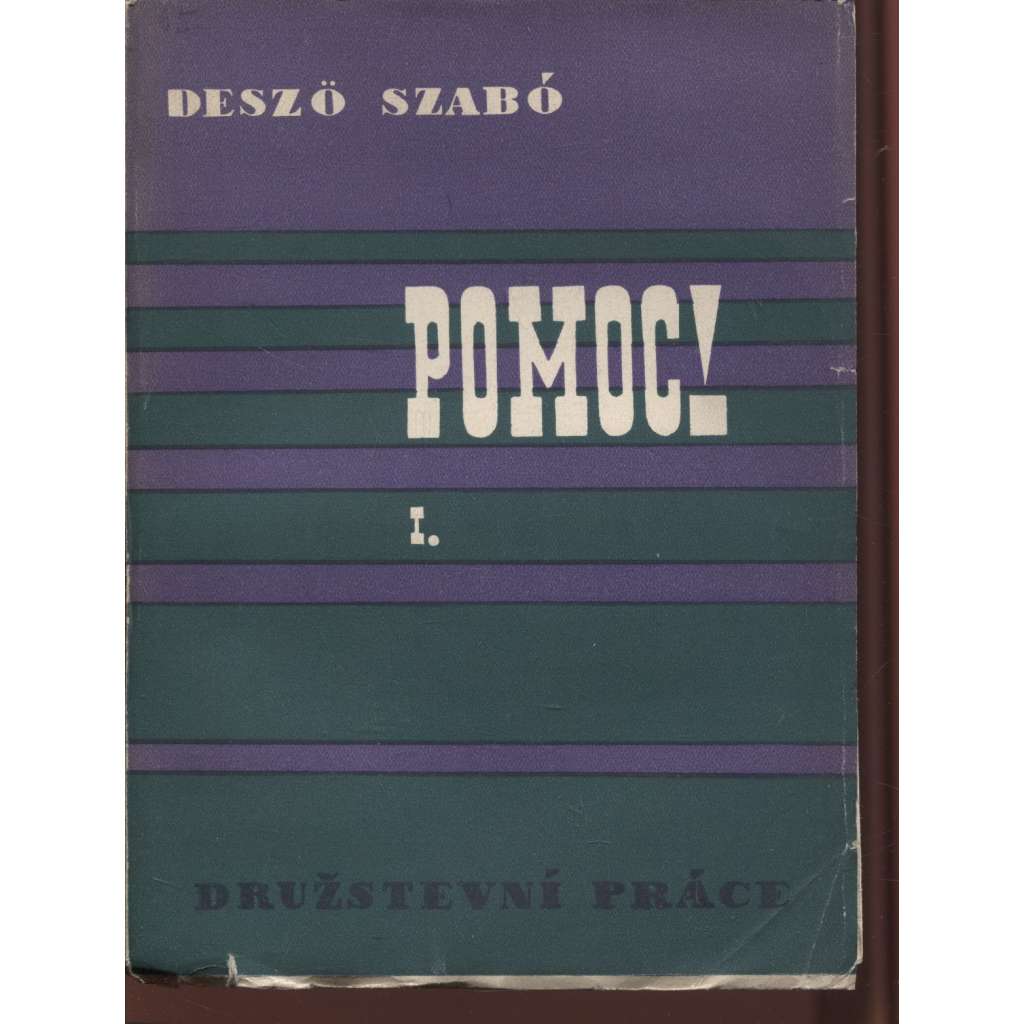 DESZÖ SZABÓ
POMOC!
I.
DRUŽSTEVNÍ PRÁCE